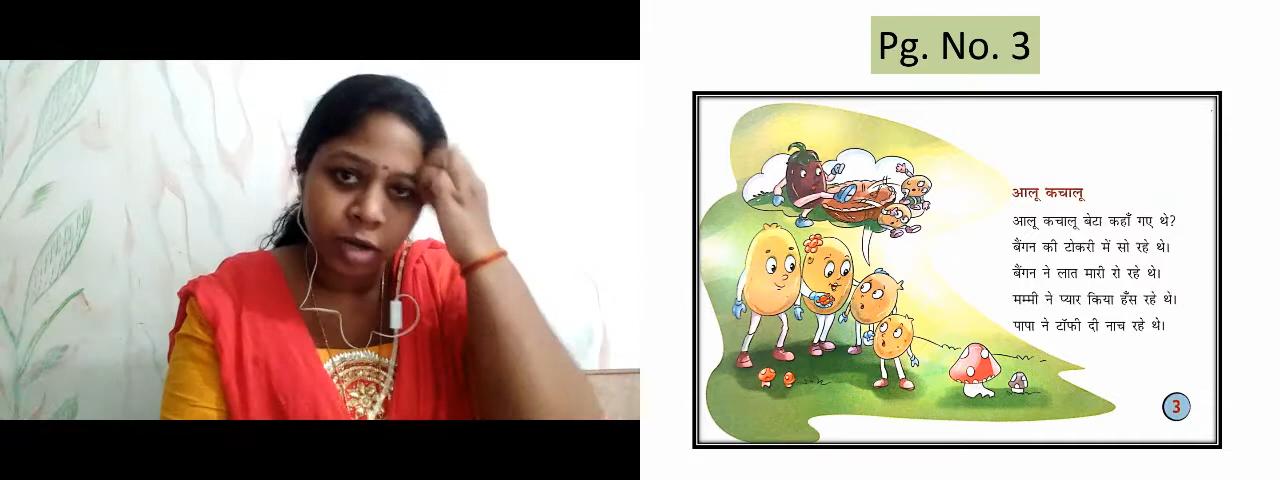 Pg. No. 3
आलू कचालू
आलू कचालू बेटा कहाँ गए थे?
बैंगन की टोकरी में सो रहे थे।
बैंगन ने लात मारी रो रहे थे।
मम्मी ने प्यार किया हँस रहे थे।
पापा ने टॉफी दी नाच रहे थे।
3